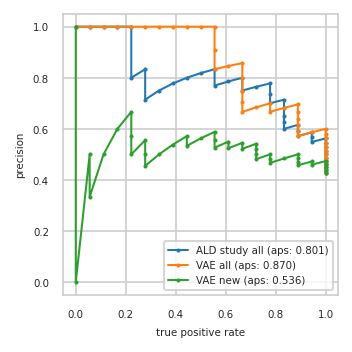 1.0
0.8
0.6
0.4
0.2
0.0
precision
0.0 0.2 0.4 0.6 0.8 1.0
true positive rate
ALD study all (aps: 0.801)
VAE all (aps: 0.870)
VAE new (aps: 0.536)